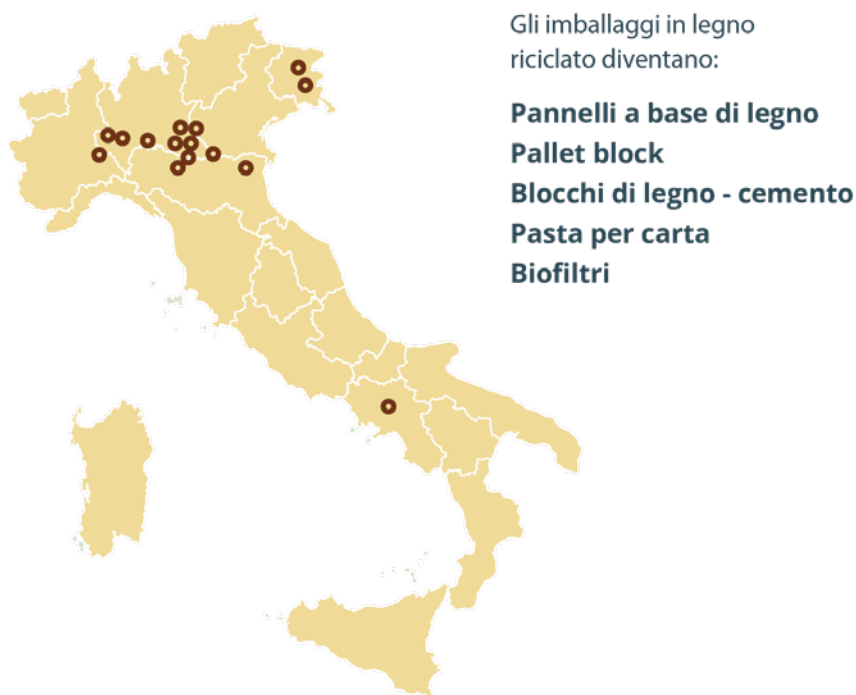 Gli imballaggi in legno
riciclato diventano:
Pannelli a base di legno
Pallet block
Blocchi di legno - cemento
Pasta per carta
Biofiltri